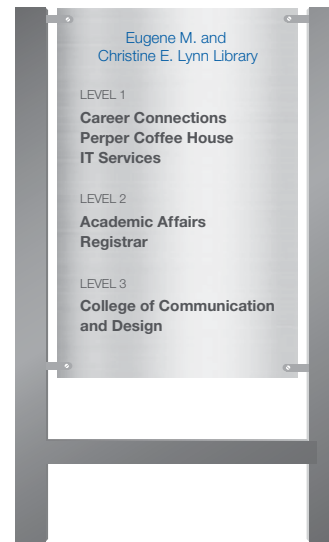 Eugene M. and
Christine E. Lynn Library
LEVEL 1
Career Connections
Perper Coffee House
IT Services
LEVEL 2
Academic Affairs
Registrar
LEVEL 3
College of Communication
and Design